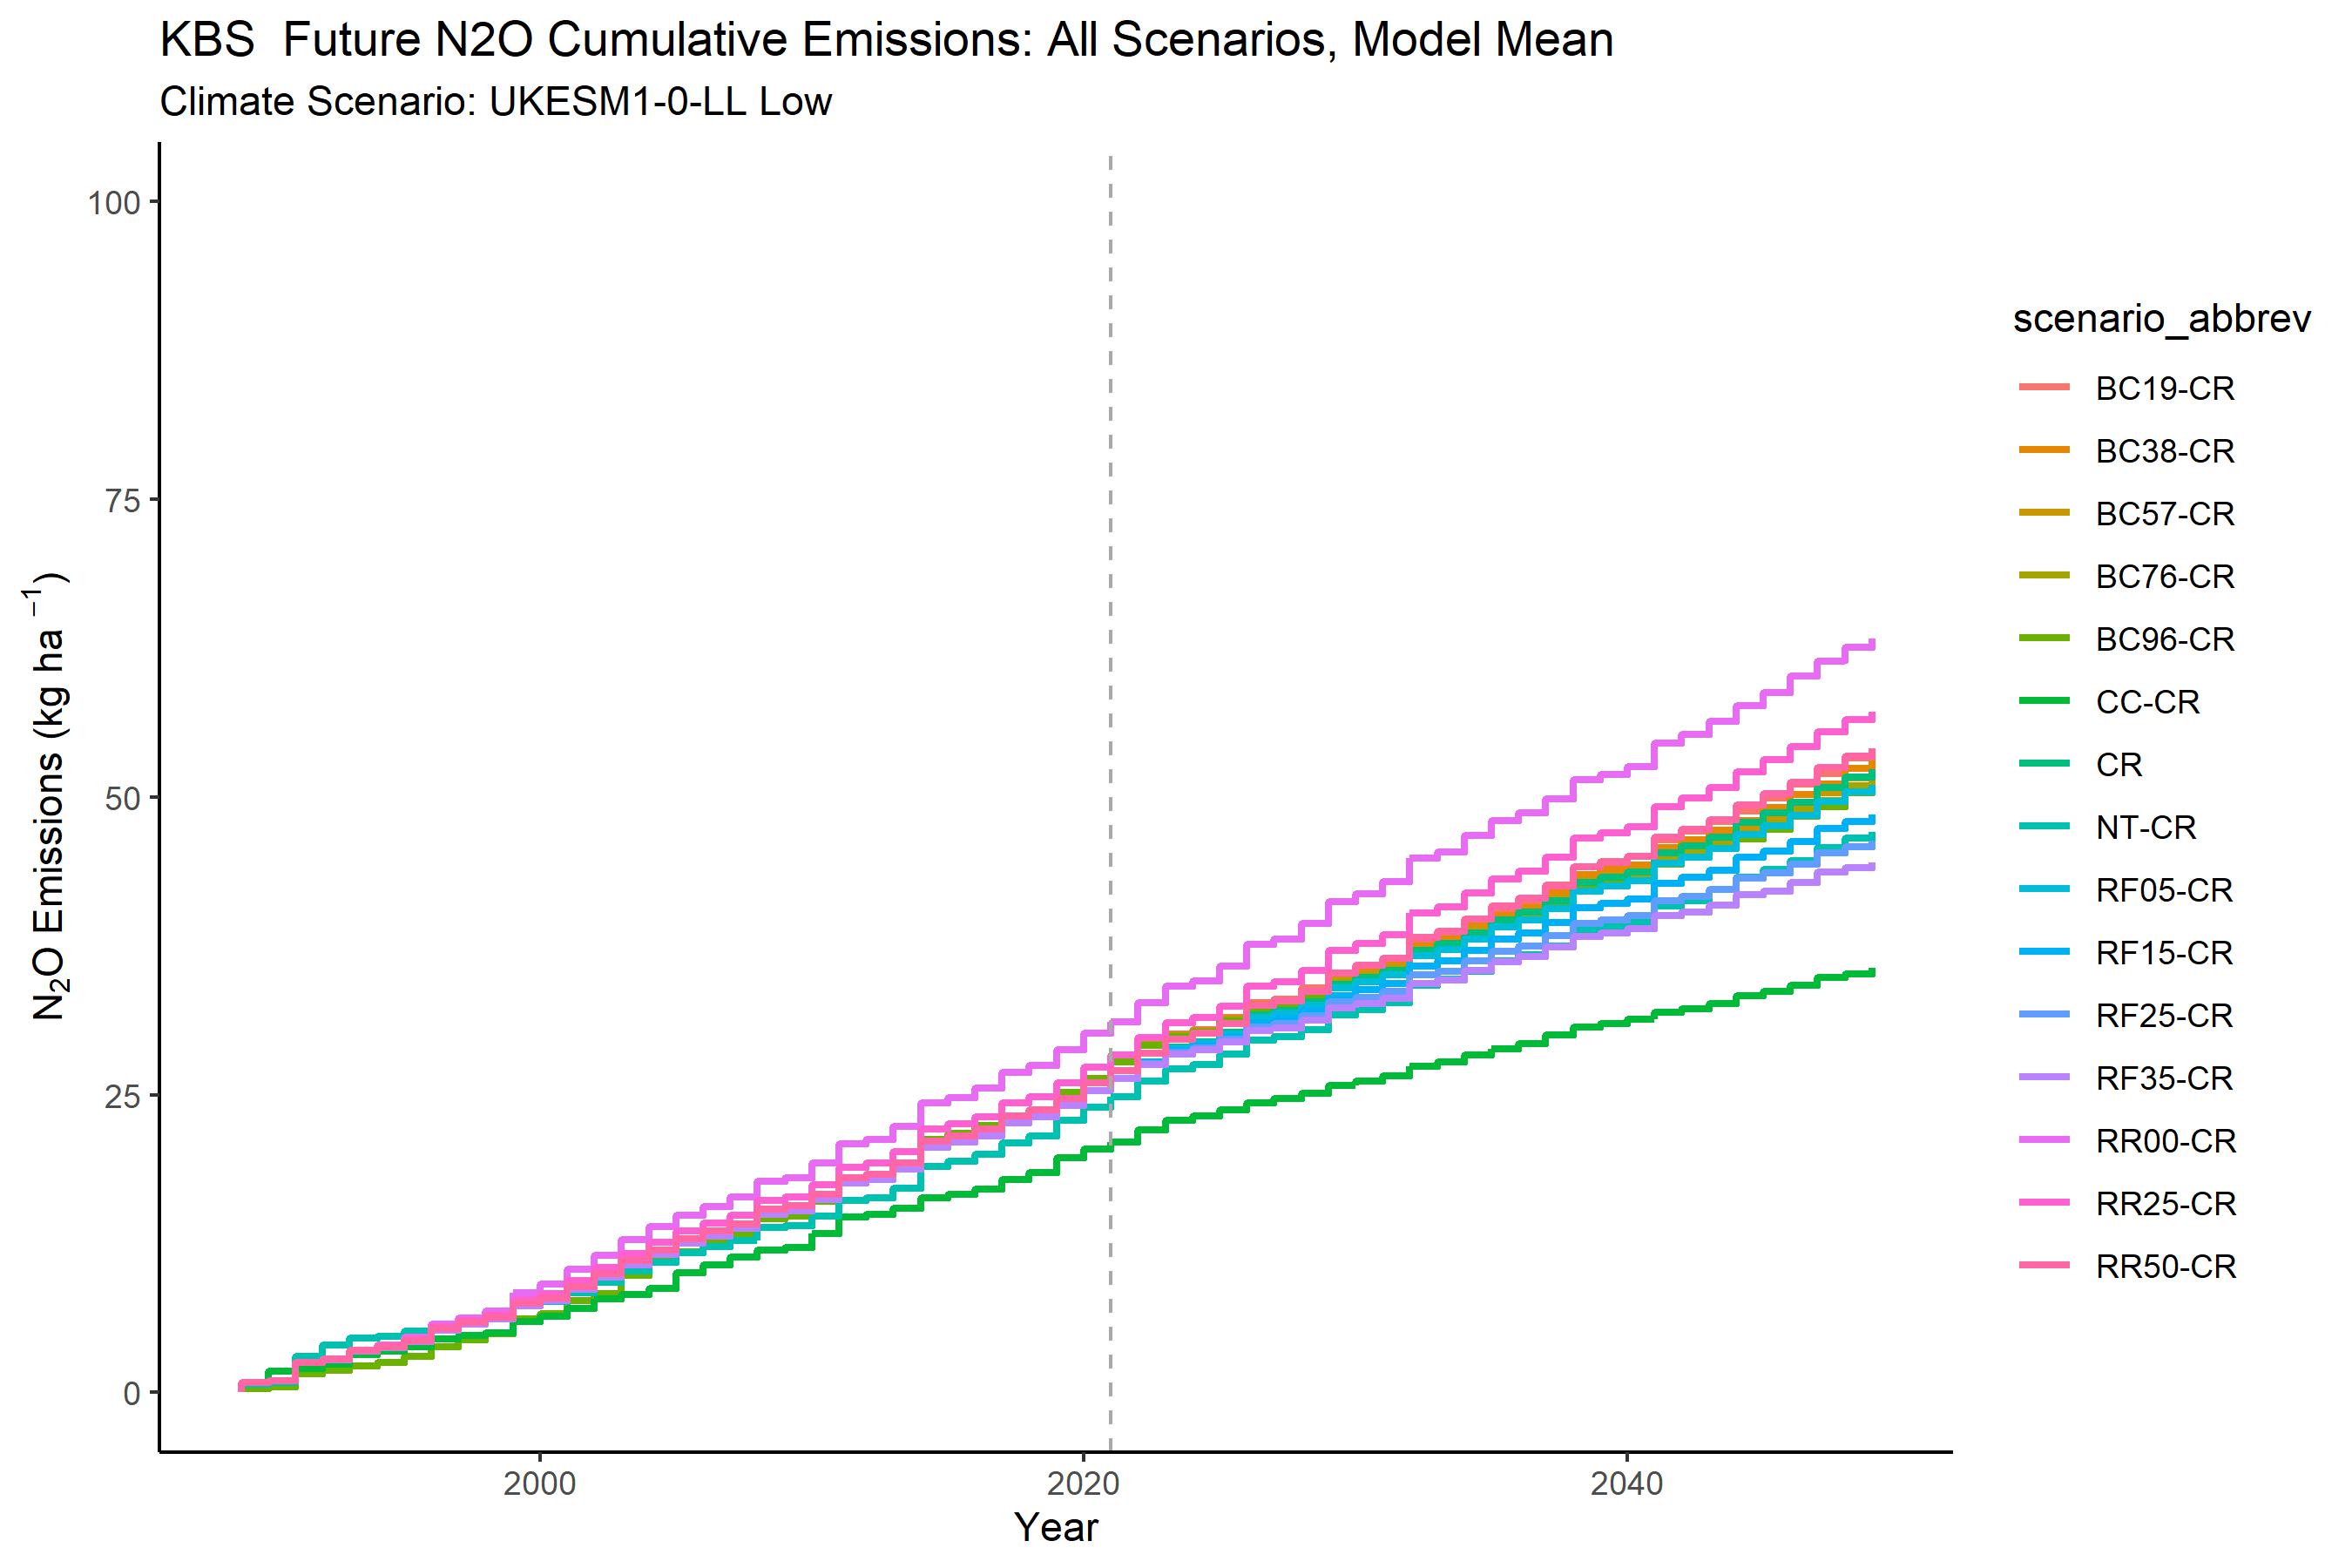 KBS  Future N2O Cumulative Emissions: All Scenarios, Model Mean
Climate Scenario: UKESM1-0-LL Low
N₂O Emissions (kg ha ⁻¹)
100
75
50
25
0
2000
2020
2040
Year
scenario_abbrev
BC19-CR
BC38-CR
BC57-CR
BC76-CR
BC96-CR
CC-CR
CR
NT-CR
RF05-CR
RF15-CR
RF25-CR
RF35-CR
RR00-CR
RR25-CR
RR50-CR